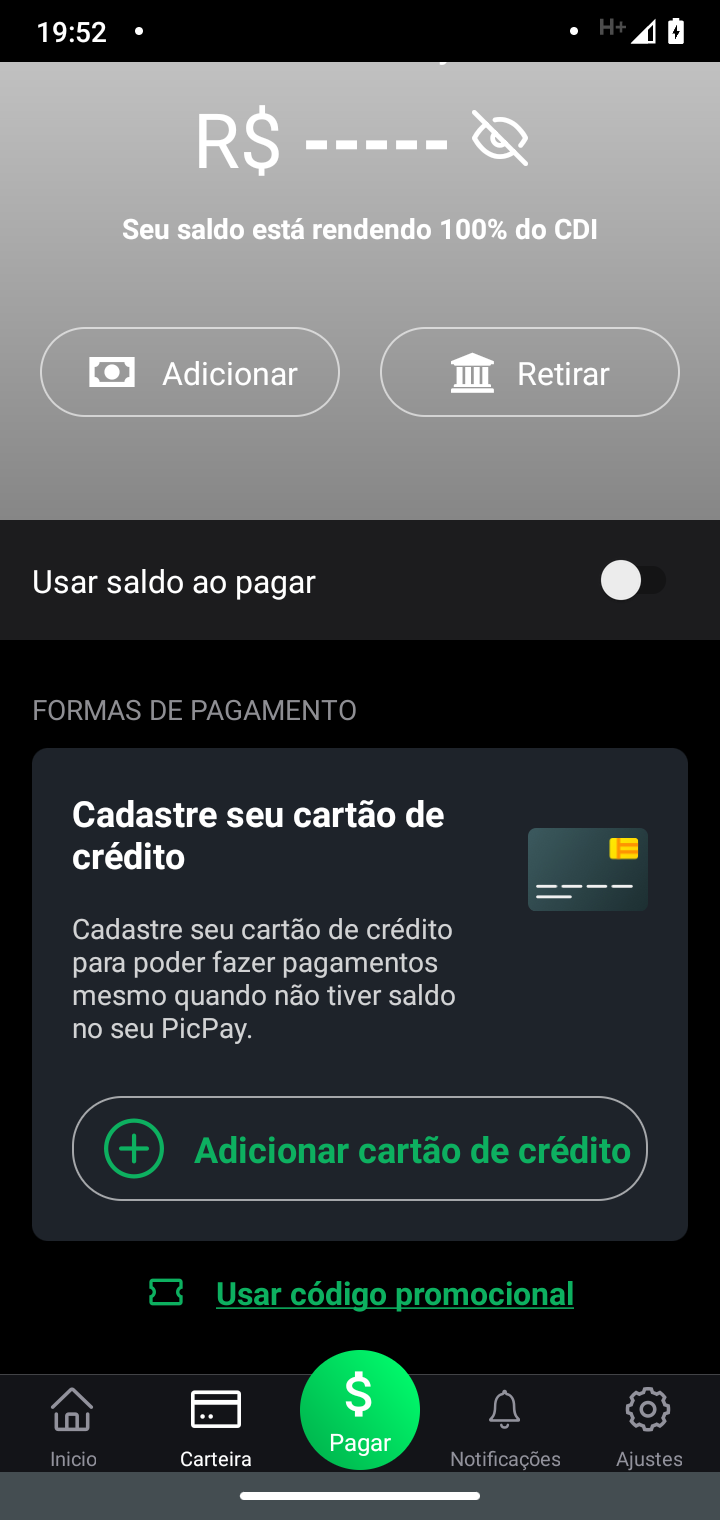 19:52
H+
R$ -----
Seu saldo está rendendo 100% do CDI
Adicionar
Retirar
Usar saldo ao pagar
FORMAS DE PAGAMENTO
Cadastre seu cartão de
crédito
Cadastre seu cartão de crédito
para poder fazer pagamentos
mesmo quando não tiver saldo
no seu PicPay.
Adicionar cartão de crédito
Usar código promocional
$
Pagar
Inicio
Carteira
Notificações
Ajustes